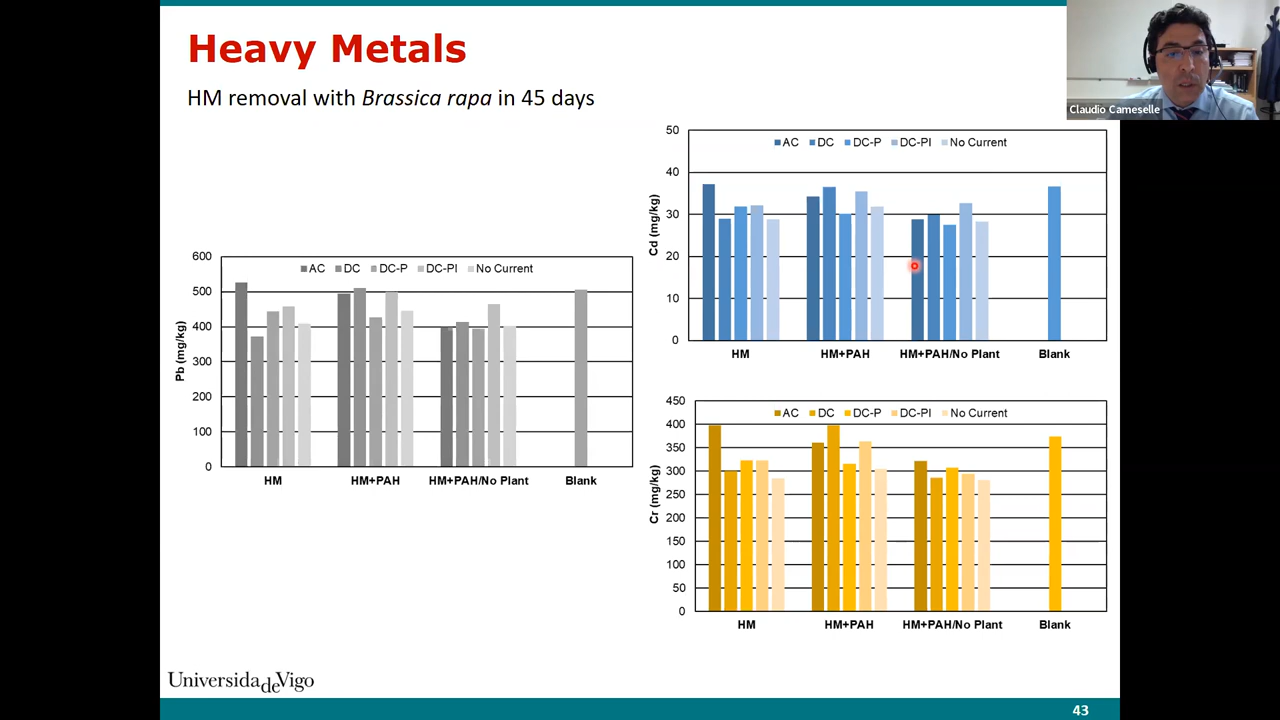 Heavy Metals
HM removal with Brassica rapa in 45 days
Claudio Cameselle
600
500
400
300
200
100
0
Pb (mg/kg)
AC DC DC-P DC-PI No Current
HM HM+PAH HM+PAH/No Plant Blank
50
40
30
20
10
0
Cd (mg/kg)
AC DC DC-P DC-PI No Current
HM HM+PAH HM+PAH/No Plant Blank
450
400
350
300
250
200
150
100
50
0
Cr (mg/kg)
AC DC DC-P DC-PI No Current
HM HM+PAH HM+PAH/No Plant Blank
UniversidadeVigo
43